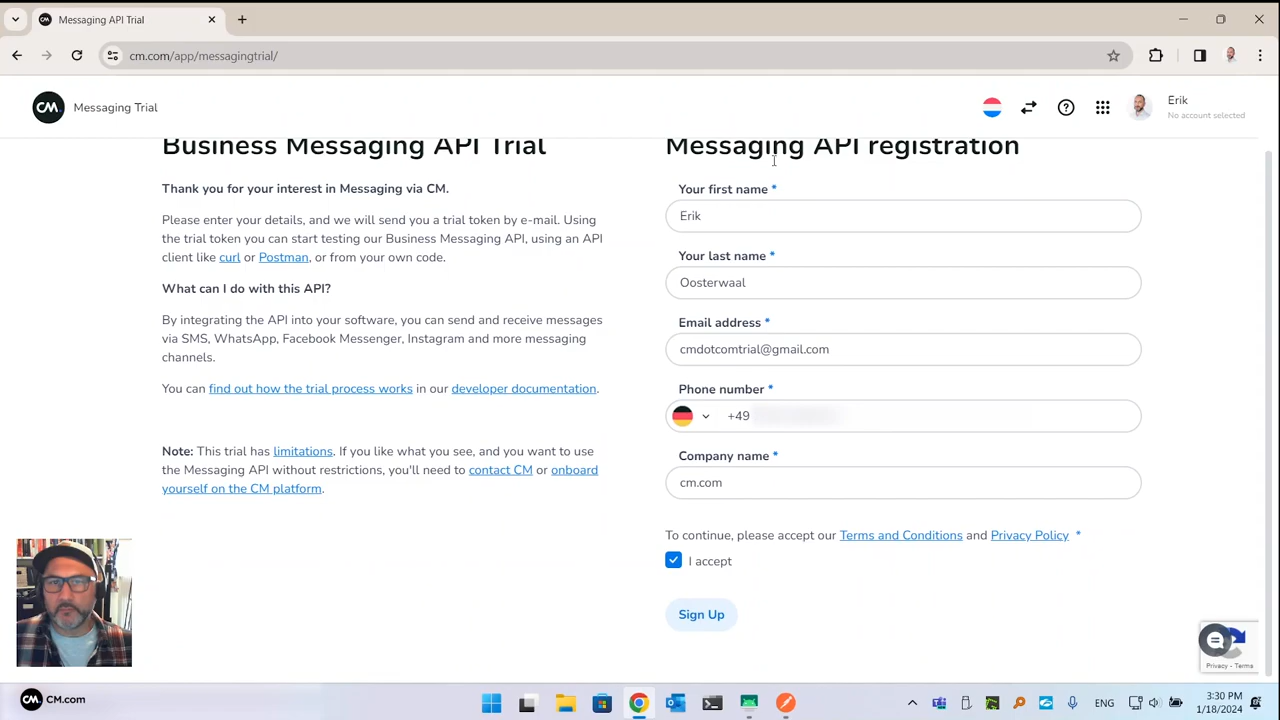 Messaging API Trial
cm.com/app/messagingtrial/
CM.
Messaging Trial
Erik
No account selected
Business Messaging API Trial
Thank you for your interest in Messaging via CM.
Please enter your details, and we will send you a trial token by e-mail. Using
the trial token you can start testing our Business Messaging API, using an API
client like curl or Postman, or from your own code.
What can I do with this API?
By integrating the API into your software, you can send and receive messages
via SMS, WhatsApp, Facebook Messenger, Instagram and more messaging
channels.
You can find out how the trial process works in our developer documentation.
Note: This trial has limitations. If you like what you see, and you want to use
the Messaging API without restrictions, you'll need to contact CM or onboard
yourself on the CM platform.
Messaging API registration
Your first name *
Erik
Your last name *
Oosterwaal
Email address *
cmdotcomtrial@gmail.com
Phone number *
+49
Company name *
cm.com
To continue, please accept our Terms and Conditions and Privacy Policy *
I accept
Sign Up
Privacy - Terms
CM. CM.com
ENG
3:30 PM
1/18/2024